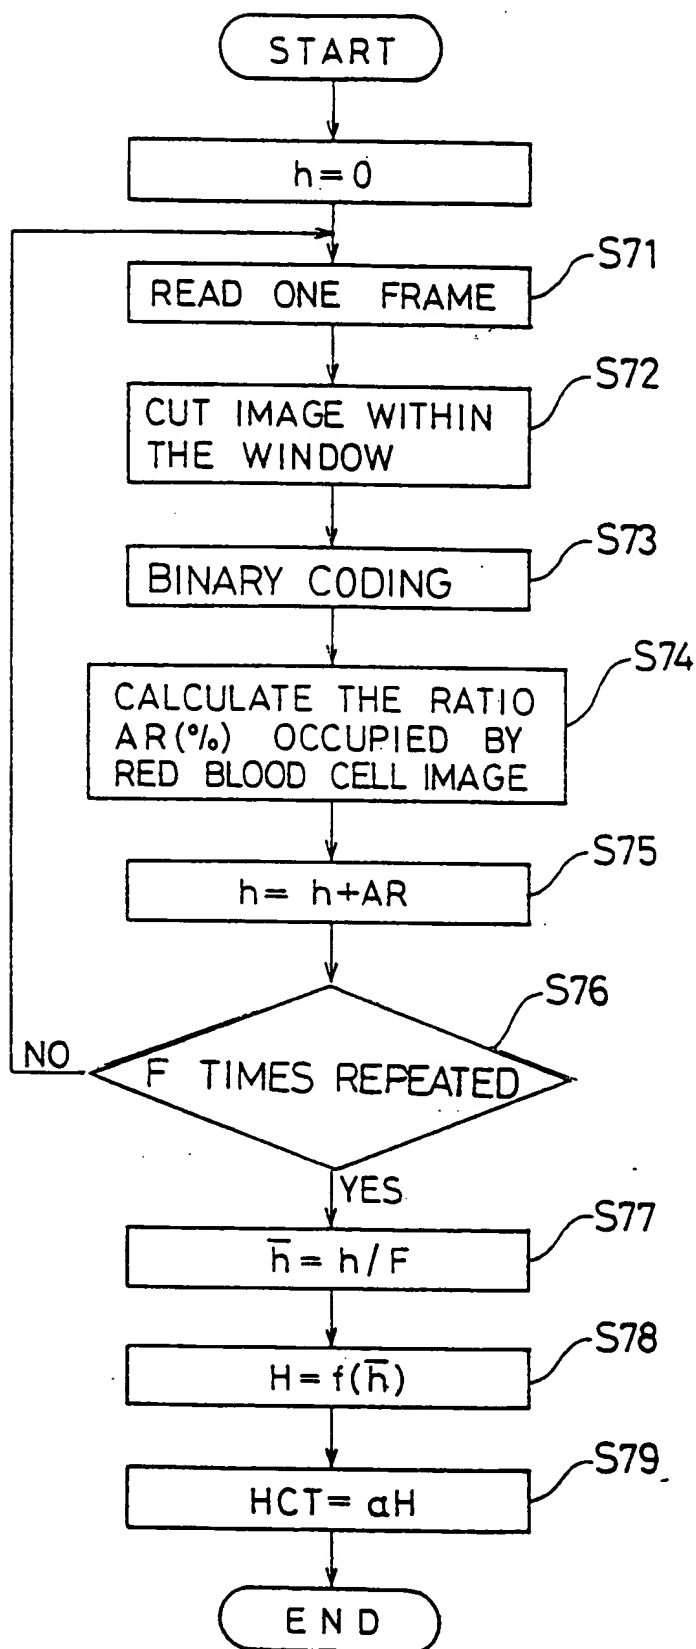 START
h=0
S71
READ ONE FRAME
S72
CUT IMAGE WITHIN
THE WINDOW
S73
BINARY CODING
S74
CALCULATE THE RATIO
AR(%) OCCUPIED BY
RED BLOOD CELL IMAGE
S75
h= h+AR
S76
NO
F TIMES REPEATED
YES
S77
h̅ = h/F
S78
H=f(h̅)
S79
HCT= αH
END